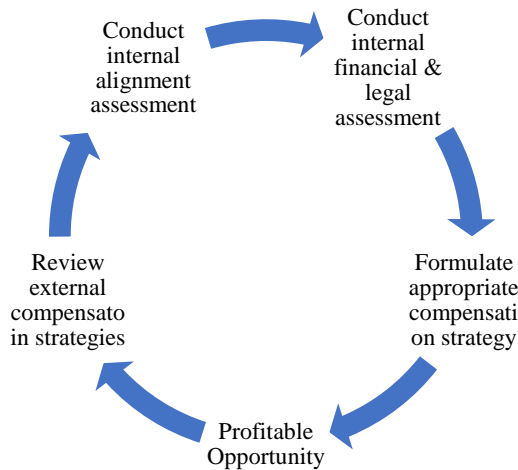 Conduct
internal
alignment
assessment
Conduct
internal
financial &
legal
assessment
Formulate
appropriate
compensati
on strategy
Profitable
Opportunity
Review
external
compensato
in strategies